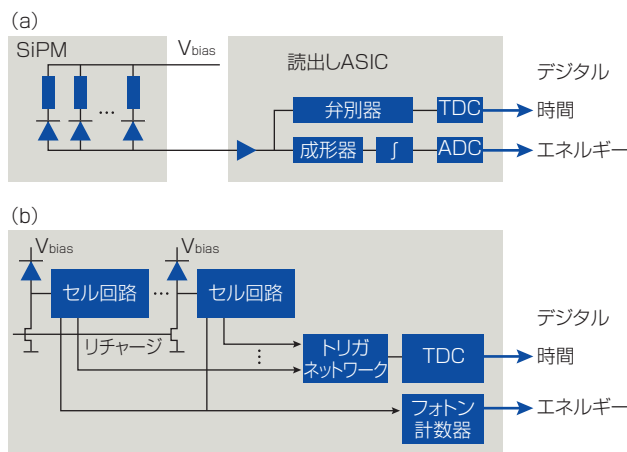 (a)
SiPM
Vbias
読出しASIC
デジタル
弁別器
TDC
時間
…
成形器
∫
ADC
エネルギー
(b)
Vbias
Vbias
セル回路
…
セル回路
デジタル
リチャージ
⋮
トリガ
ネットワーク
TDC
時間
フォトン
計数器
エネルギー